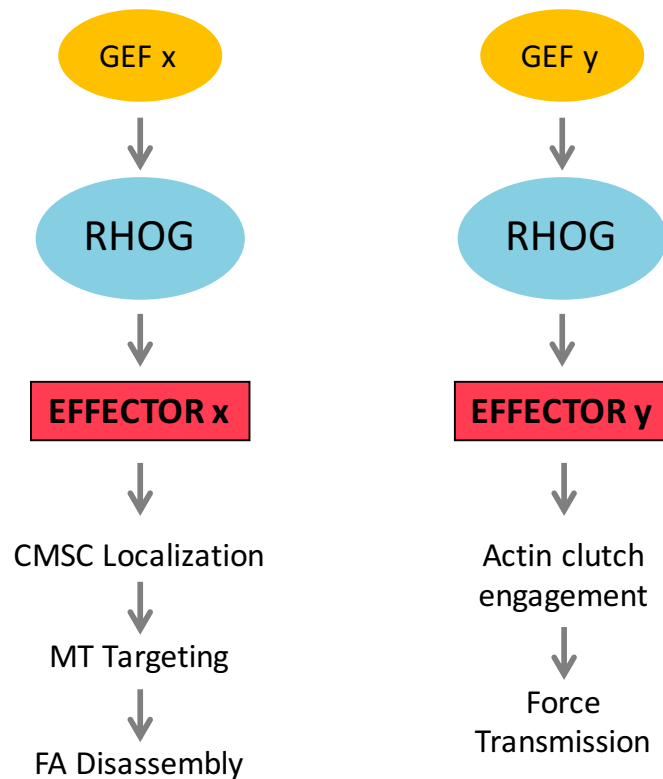 GEF x
RHOG
EFFECTOR x
CMSC Localization
MT Targeting
FA Disassembly
GEF y
RHOG
EFFECTOR y
Actin clutch
engagement
Force
Transmission